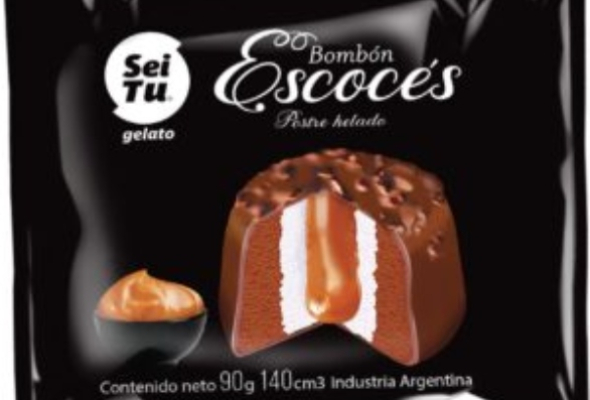 Sei
Tu®
gelato
Bombón
Escocés
Postre helado
Contenido neto 90g 140cm3 Industria Argentina